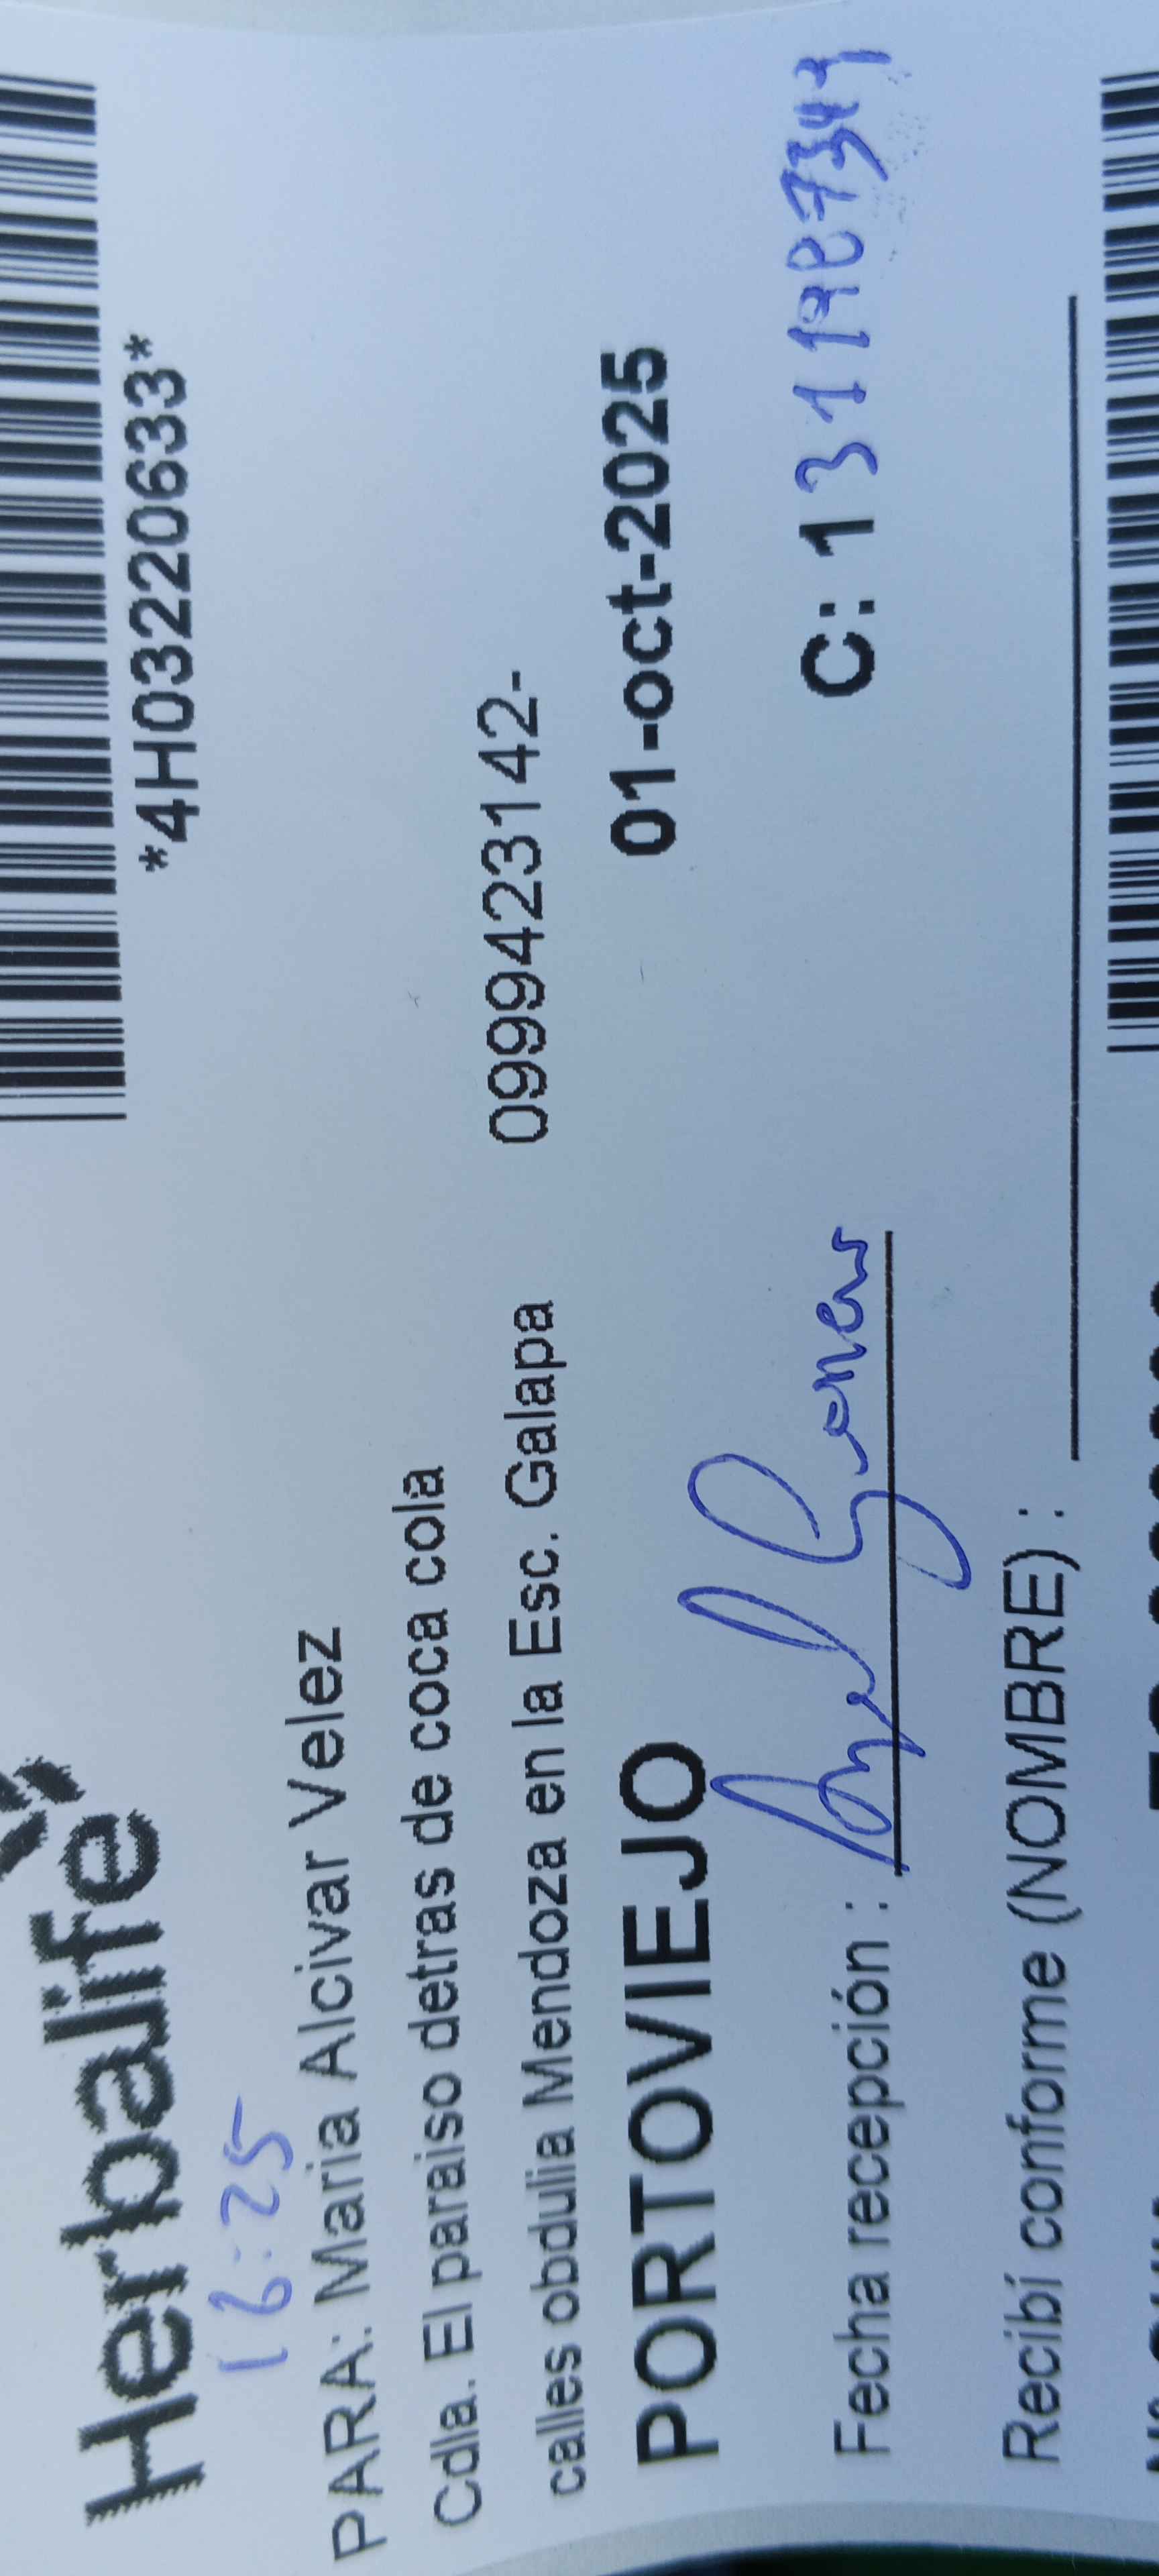 *4H03220633*
Herbalife
16:25
PARA: Maria Alcivar Velez
Cdla. El paraiso detras de coca cola
calles obdulia Mendoza en la Esc. Galapa 0999423142-
PORTOVIEJO 01-oct-2025
Fecha recepción : C: 1
Recibí conforme (NOMBRE) :